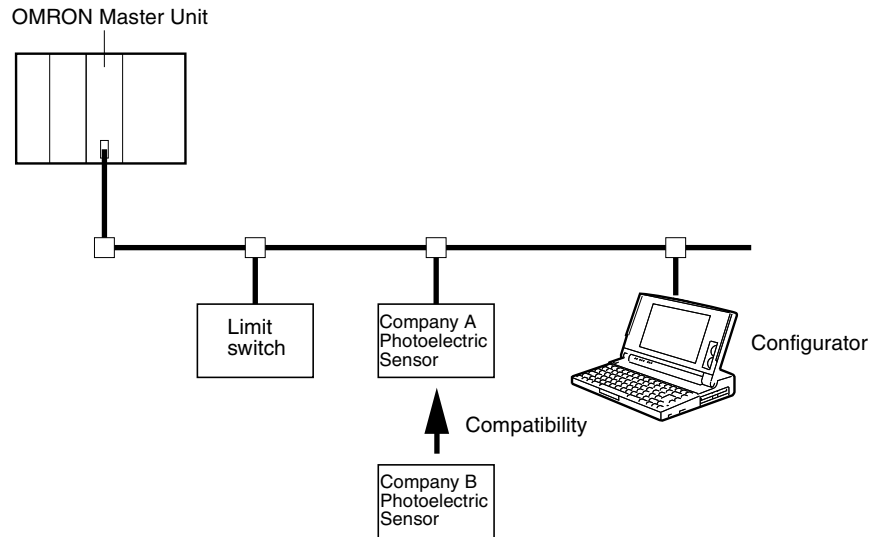 OMRON Master Unit
Limit
switch
Company A
Photoelectric
Sensor
Configurator
Compatibility
Company B
Photoelectric
Sensor